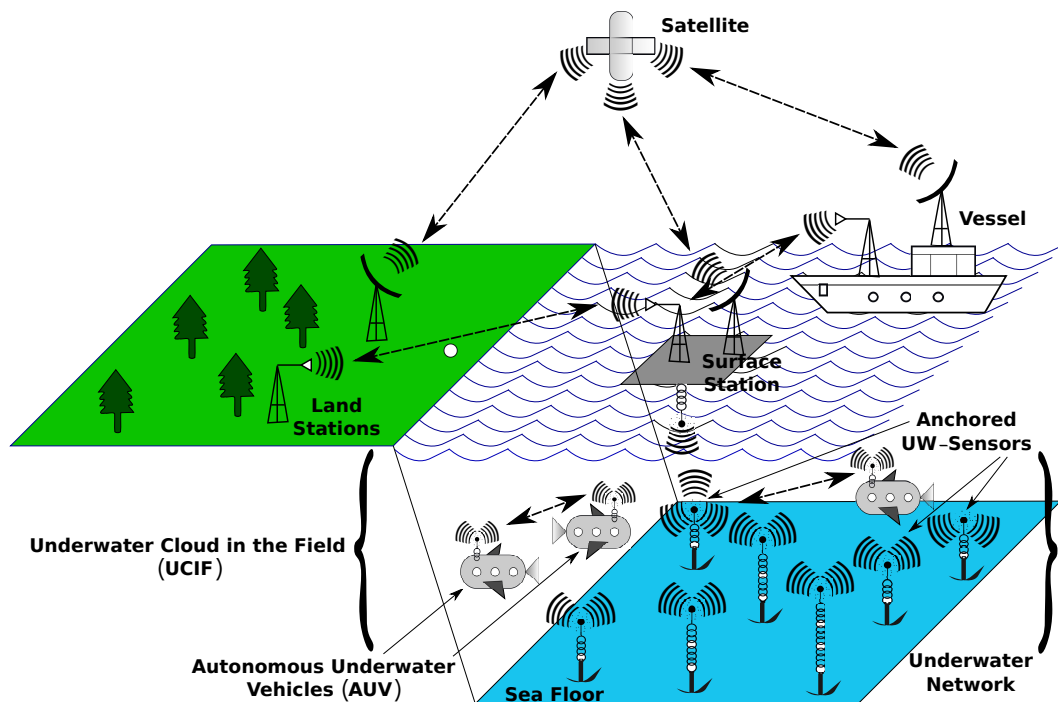 Satellite
Vessel
Surface
Station
Land
Stations
Anchored
UW-Sensors
Underwater Cloud in the Field
(UCIF)
Autonomous Underwater
Vehicles (AUV)
Sea Floor
Underwater
Network